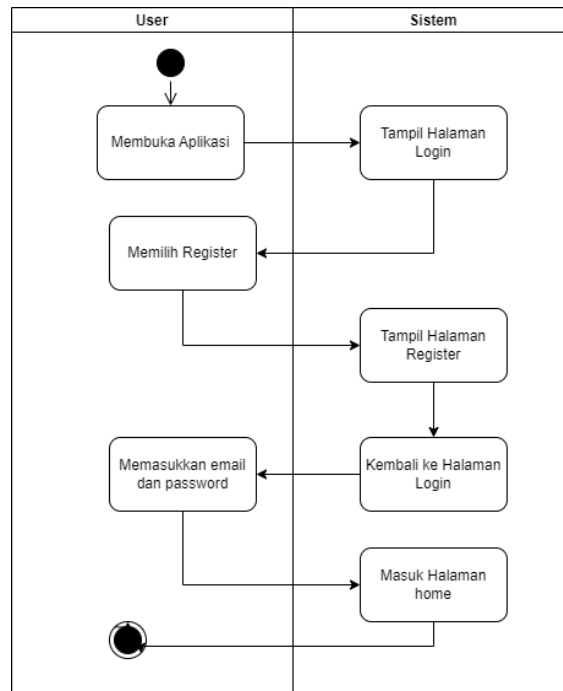 User
Sistem
Membuka Aplikasi
Tampil Halaman
Login
Memilih Register
Tampil Halaman
Register
Kembali ke Halaman
Login
Memasukkan email
dan password
Masuk Halaman
home